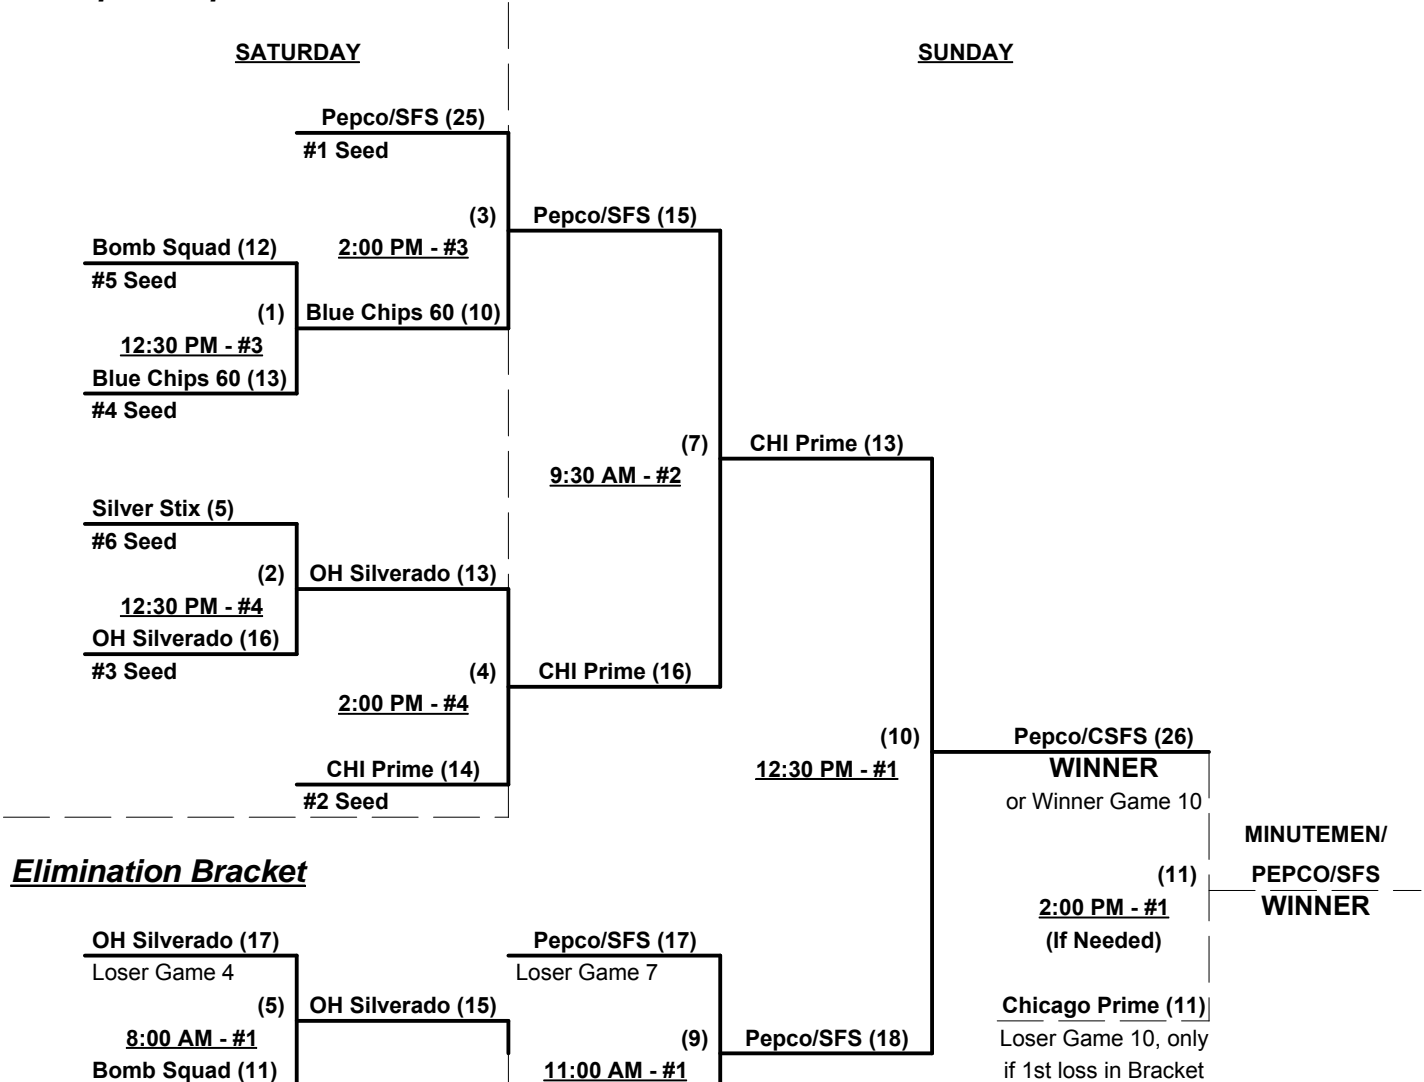 SATURDAY
SUNDAY
Pepco/SFS (25)
#1 Seed
(3)
Pepco/SFS (15)
Bomb Squad (12)
2:00 PM - #3
#5 Seed
(1)
Blue Chips 60 (10)
12:30 PM - #3
Blue Chips 60 (13)
#4 Seed
(7)
CHI Prime (13)
9:30 AM - #2
Silver Stix (5)
#6 Seed
(2)
OH Silverado (13)
12:30 PM - #4
OH Silverado (16)
#3 Seed
(4)
CHI Prime (16)
2:00 PM - #4
(10)
Pepco/CSFS (26)
CHI Prime (14)
12:30 PM - #1
WINNER
#2 Seed
or Winner Game 10
MINUTEMEN/
Elimination Bracket
(11)
PEPCO/SFS
2:00 PM - #1
WINNER
OH Silverado (17)
Pepco/SFS (17)
(If Needed)
Loser Game 4
Loser Game 7
(5)
OH Silverado (15)
Chicago Prime (11)
8:00 AM - #1
(9)
Pepco/SFS (18)
Loser Game 10, only
Bomb Squad (11)
11:00 AM - #1
if 1st loss in Bracket